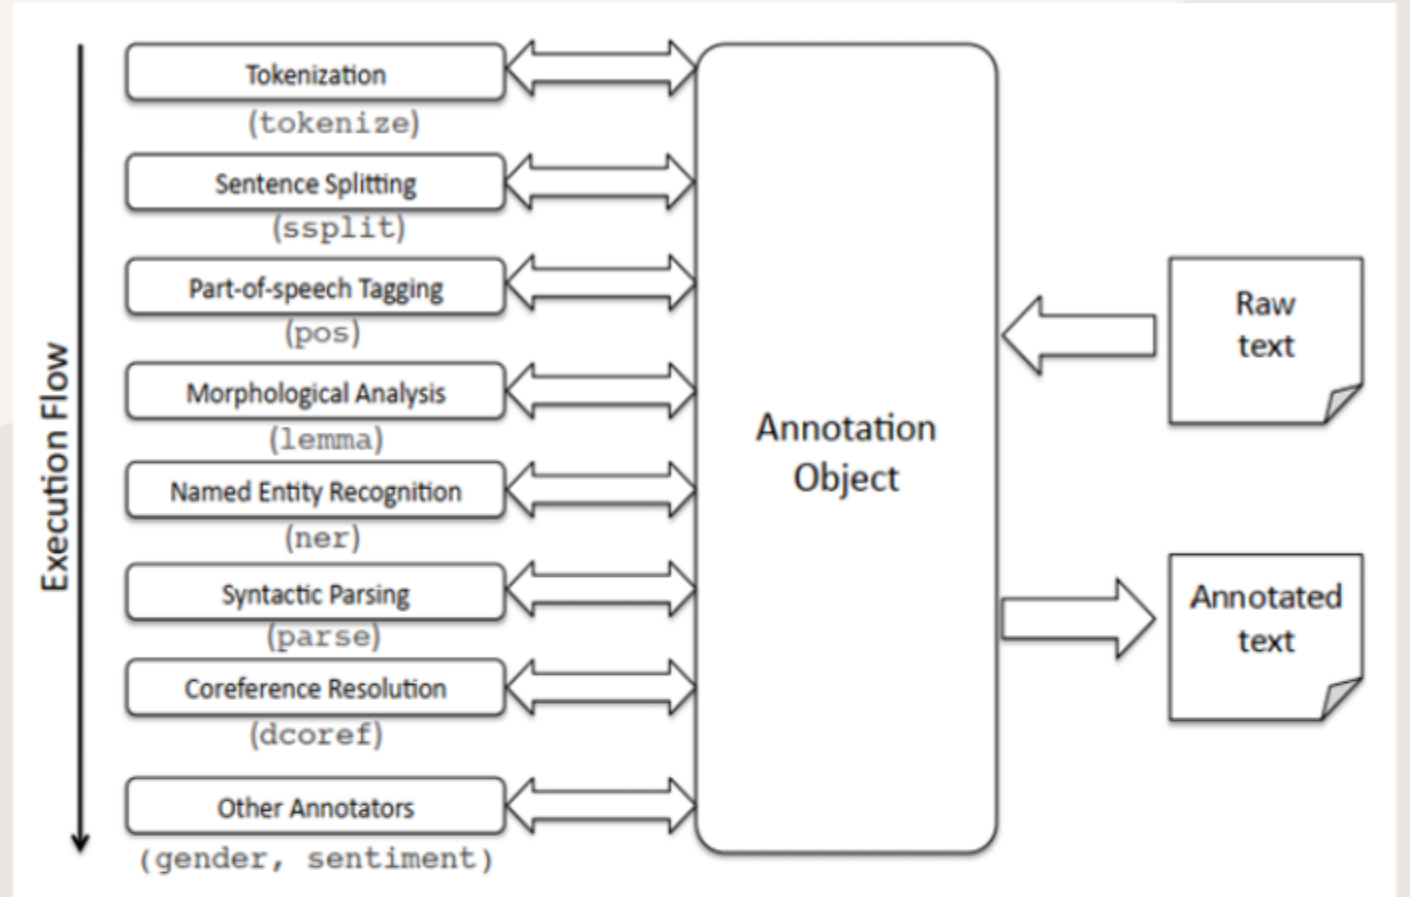 Execution Flow
Tokenization
(tokenize)
Sentence Splitting
(ssplit)
Part-of-speech Tagging
(pos)
Morphological Analysis
(lemma)
Named Entity Recognition
(ner)
Syntactic Parsing
(parse)
Coreference Resolution
(dcoref)
Other Annotators
(gender, sentiment)
Annotation
Object
Raw
text
Annotated
text